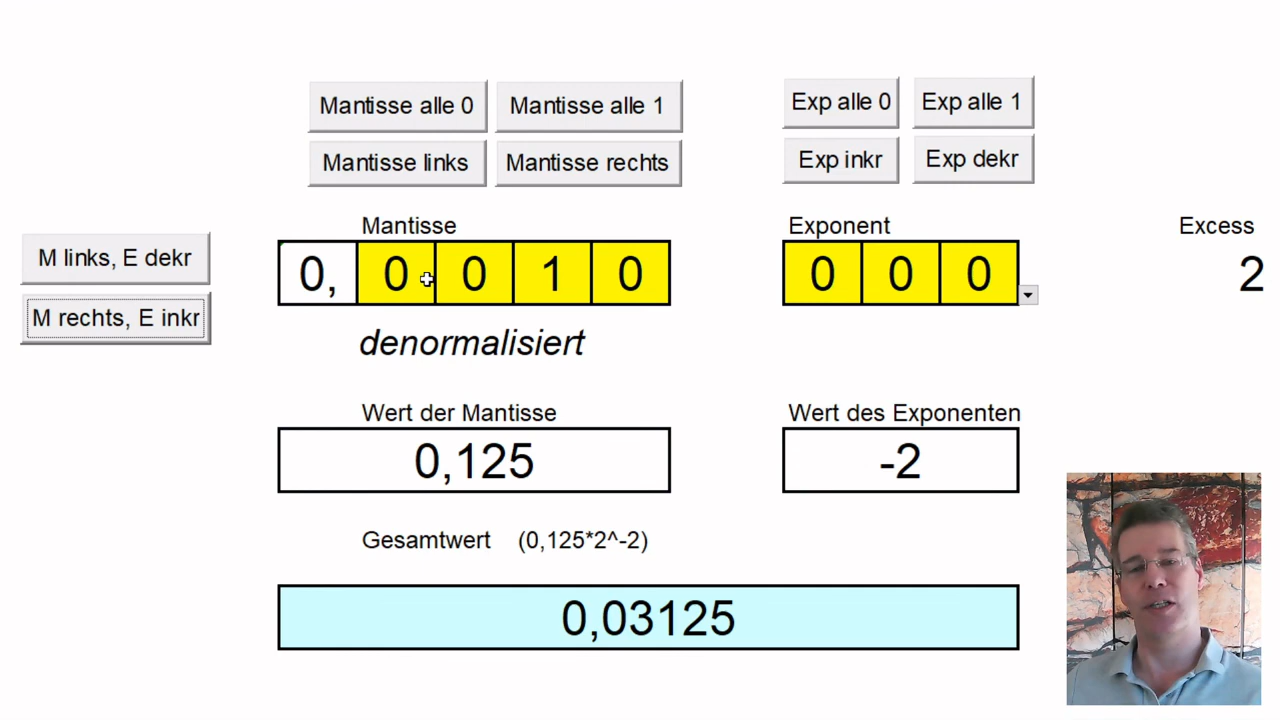 Mantisse alle 0 Mantisse alle 1 Exp alle 0 Exp alle 1
Mantisse links Mantisse rechts Exp inkr Exp dekr
Mantisse Exponent Excess
M links, E dekr
0, 0 0 1 0 0 0 0 2
M rechts, E inkr
denormalisiert
Wert der Mantisse Wert des Exponenten
0,125 -2
Gesamtwert (0,125*2^-2)
0,03125